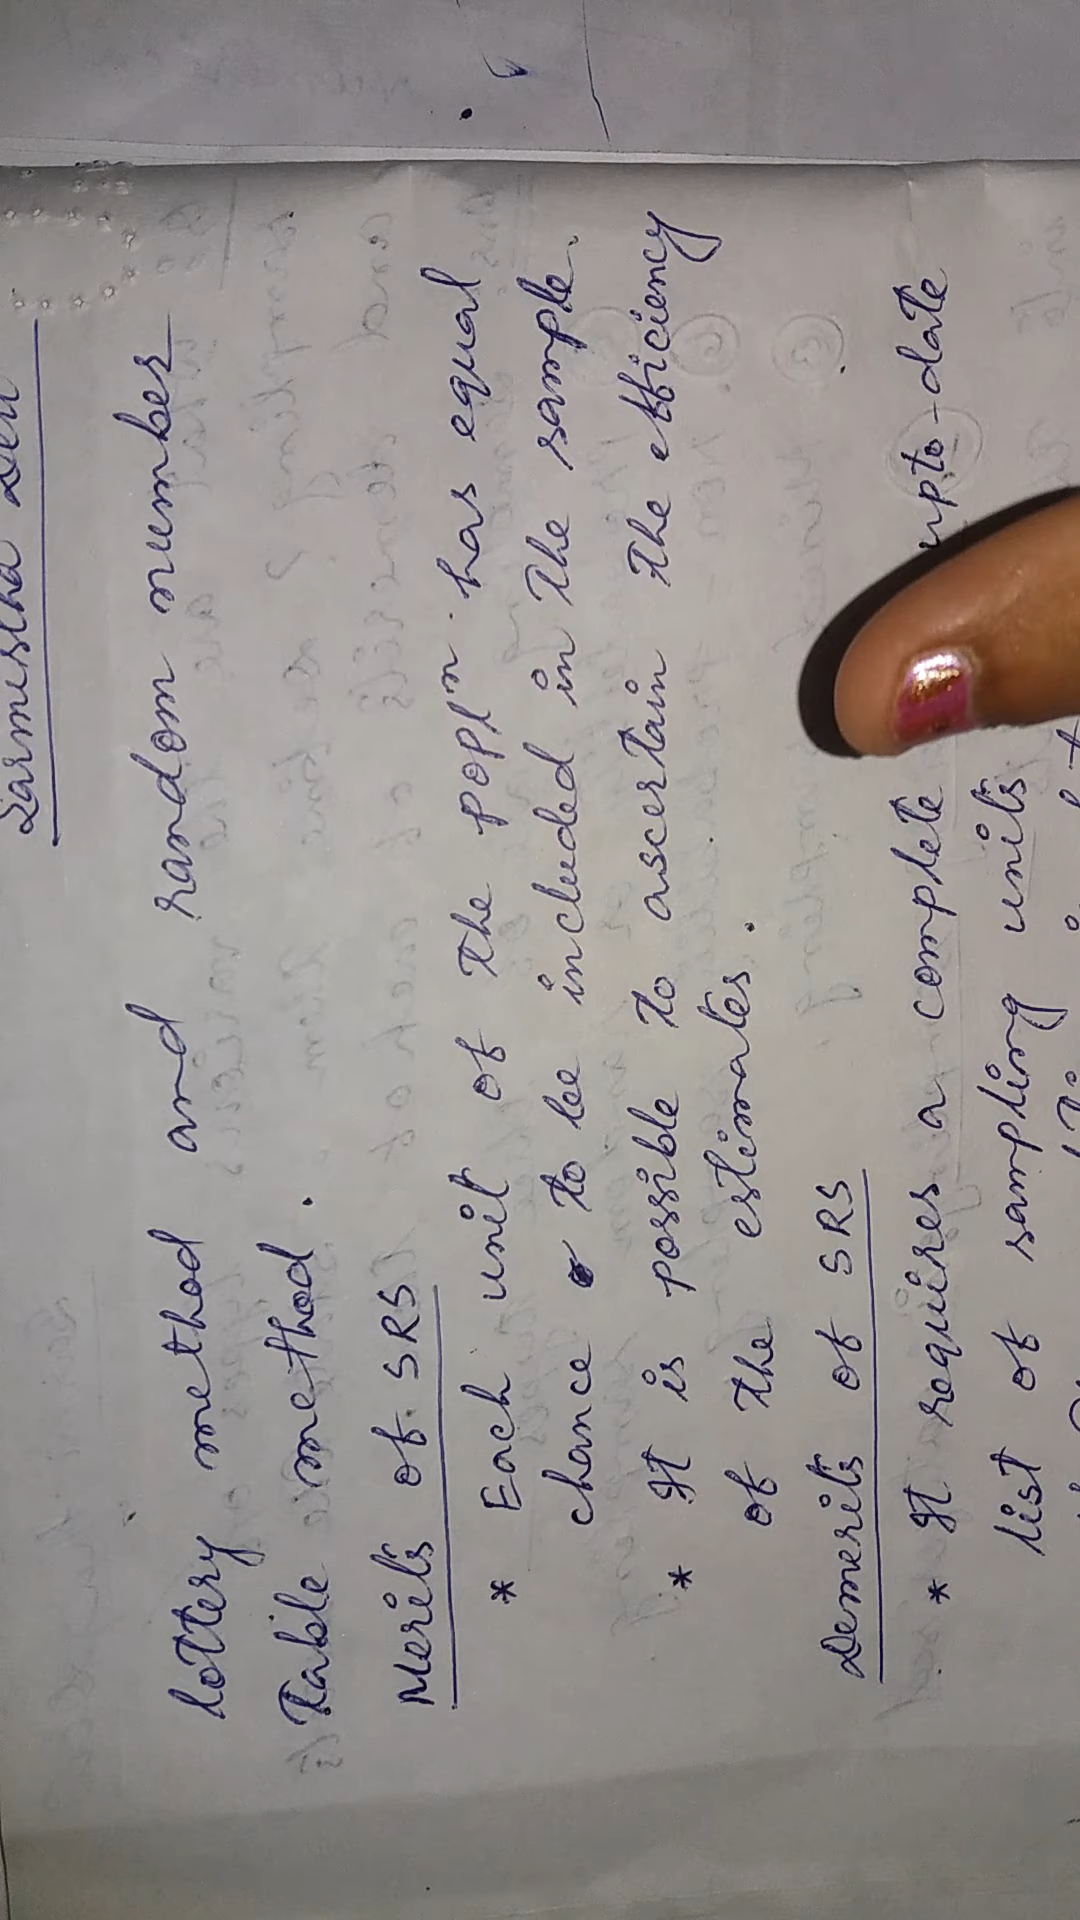 lottery method and random number
Table method.
Merits of SRS
* Each unit of the popln. has equal
chance to be included in the sample.
* It is possible to ascertain the efficiency
of the estimates.
Demerits of SRS
* It requires a complete upto-date
list of sampling units